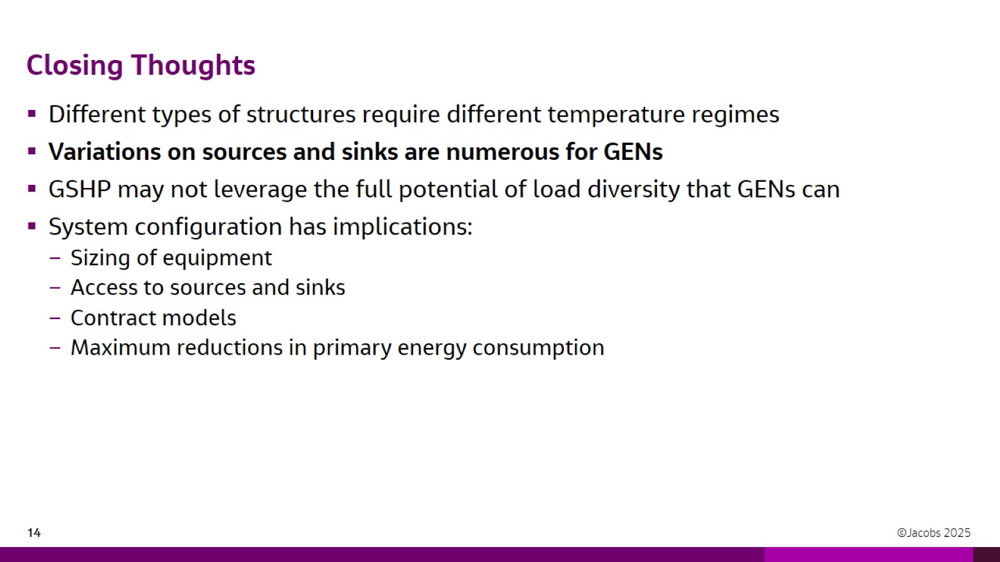 Closing Thoughts
▪ Different types of structures require different temperature regimes
▪ Variations on sources and sinks are numerous for GENs
▪ GSHP may not leverage the full potential of load diversity that GENs can
▪ System configuration has implications:
– Sizing of equipment
– Access to sources and sinks
– Contract models
– Maximum reductions in primary energy consumption
14
©Jacobs 2025